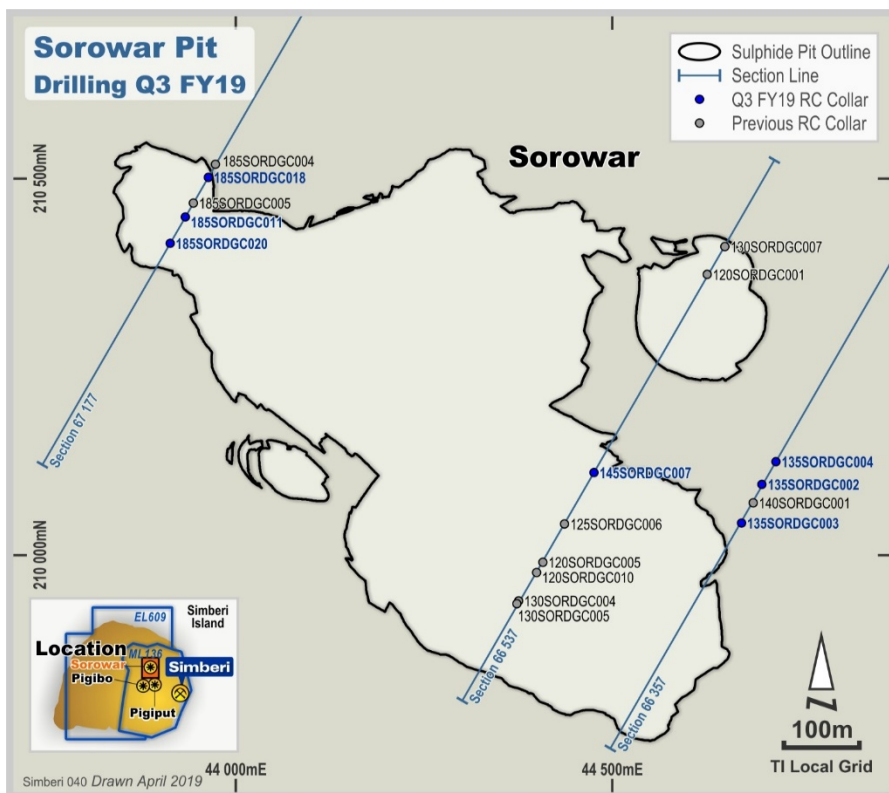 Sorowar Pit
Drilling Q3 FY19
Sulphide Pit Outline
Section Line
Q3 FY19 RC Collar
Previous RC Collar
Sorowar
210 500mN
185SORDGC004
185SORDGC018
185SORDGC005
185SORDGC011
185SORDGC020
130SORDGC007
120SORDGC001
Section 67 177
145SORDGC007
135SORDGC004
135SORDGC002
140SORDGC001
135SORDGC003
125SORDGC006
210 000mN
120SORDGC005
120SORDGC010
130SORDGC004
130SORDGC005
Section 66 537
Section 66 357
Simberi
Island
EL609
Location
ML 136
Sorowar
Simberi
Pigibo
Pigiput
N
100m
TI Local Grid
44 000mE
44 500mE
Simberi 040 Drawn April 2019